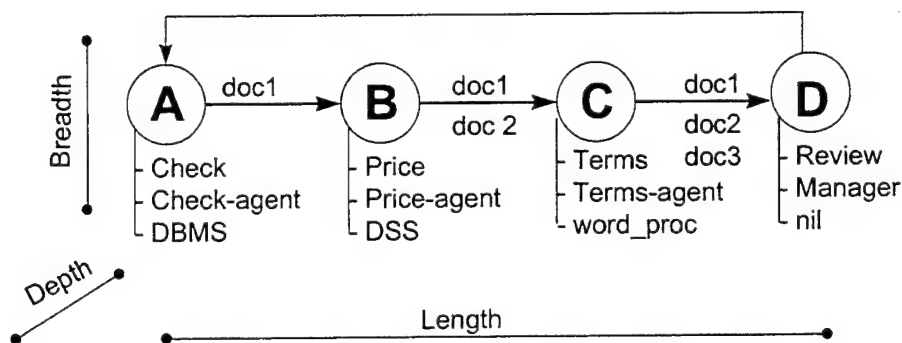 A
doc1
B
doc1
doc 2
C
doc1
doc2
doc3
D
Breadth
Check
Check-agent
DBMS
Price
Price-agent
DSS
Terms
Terms-agent
word_proc
Review
Manager
nil
Depth
Length